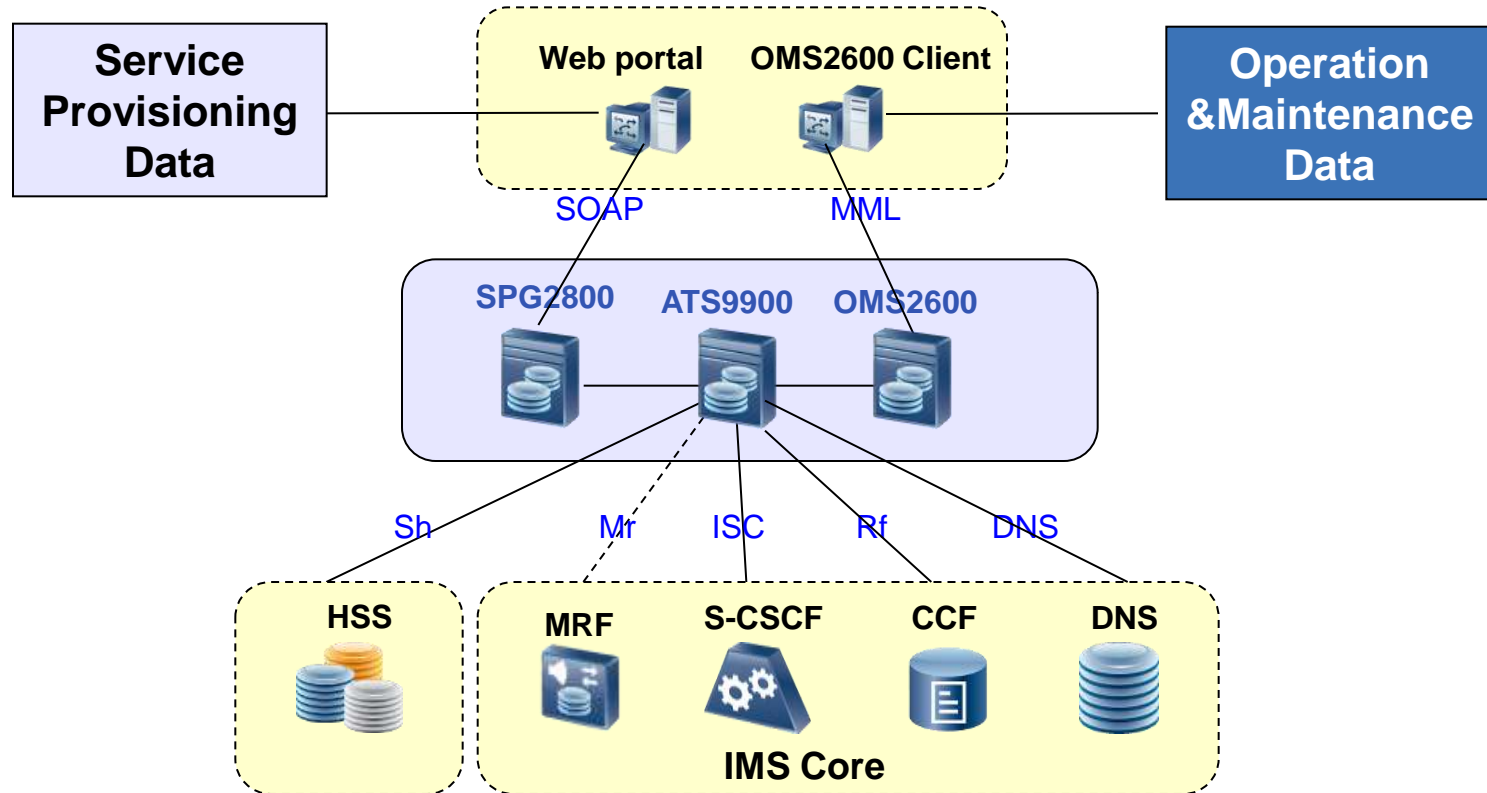 Service
Provisioning
Data
Web portal
OMS2600 Client
Operation
&Maintenance
Data
SOAP
MML
SPG2800
ATS9900
OMS2600
Sh
Mr
ISC
Rf
DNS
HSS
MRF
S-CSCF
CCF
DNS
IMS Core